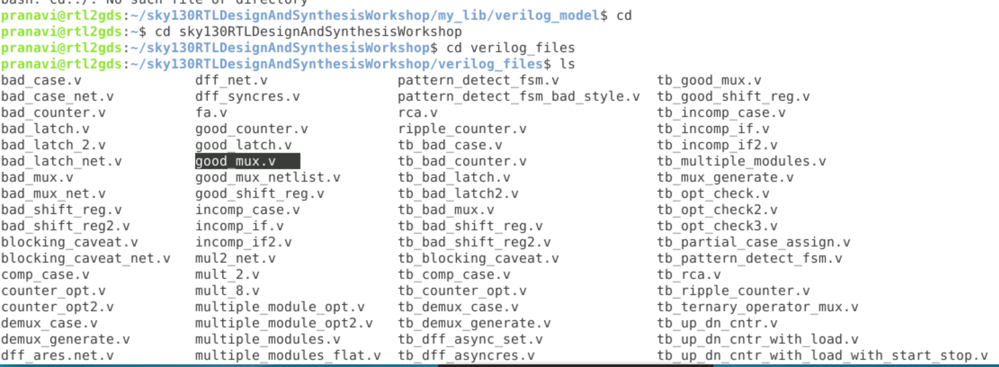 bash: cd../: No such file or directory
pranavi@rtl2gds:~/sky130RTLDesignAndSynthesisWorkshop/my_lib/verilog_model$ cd
pranavi@rtl2gds:~$ cd sky130RTLDesignAndSynthesisWorkshop
pranavi@rtl2gds:~/sky130RTLDesignAndSynthesisWorkshop$ cd verilog_files
pranavi@rtl2gds:~/sky130RTLDesignAndSynthesisWorkshop/verilog_files$ ls
bad_case.v dff_net.v pattern_detect_fsm.v tb_good_mux.v
bad_case_net.v dff_syncres.v pattern_detect_fsm_bad_style.v tb_good_shift_reg.v
bad_counter.v fa.v rca.v tb_incomp_case.v
bad_latch.v good_counter.v ripple_counter.v tb_incomp_if.v
bad_latch_2.v good_latch.v tb_bad_case.v tb_incomp_if2.v
bad_latch_net.v good_mux.v tb_bad_counter.v tb_multiple_modules.v
bad_mux.v good_mux_netlist.v tb_bad_latch.v tb_mux_generate.v
bad_mux_net.v good_shift_reg.v tb_bad_latch2.v tb_opt_check.v
bad_shift_reg.v incomp_case.v tb_bad_mux.v tb_opt_check2.v
bad_shift_reg2.v incomp_if.v tb_bad_shift_reg.v tb_opt_check3.v
blocking_caveat.v incomp_if2.v tb_bad_shift_reg2.v tb_partial_case_assign.v
blocking_caveat_net.v mul2_net.v tb_blocking_caveat.v tb_pattern_detect_fsm.v
comp_case.v mult_2.v tb_comp_case.v tb_rca.v
counter_opt.v mult_8.v tb_counter_opt.v tb_ripple_counter.v
counter_opt2.v multiple_module_opt.v tb_demux_case.v tb_ternary_operator_mux.v
demux_case.v multiple_module_opt2.v tb_demux_generate.v tb_up_dn_cntr.v
demux_generate.v multiple_modules.v tb_dff_async_set.v tb_up_dn_cntr_with_load.v
dff_ares.net.v multiple_modules_flat.v tb_dff_asyncres.v tb_up_dn_cntr_with_load_with_start_stop.v